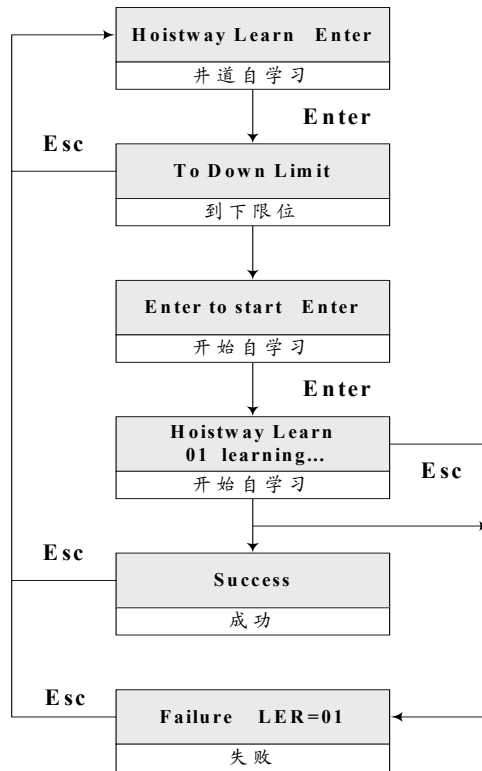 Hoistway Learn Enter
井道自学习
Enter
Esc
To Down Limit
到下限位
Enter to start Enter
开始自学习
Enter
Hoistway Learn
01 learning...
开始自学习
Esc
Esc
Success
成功
Esc
Failure LER=01
失败